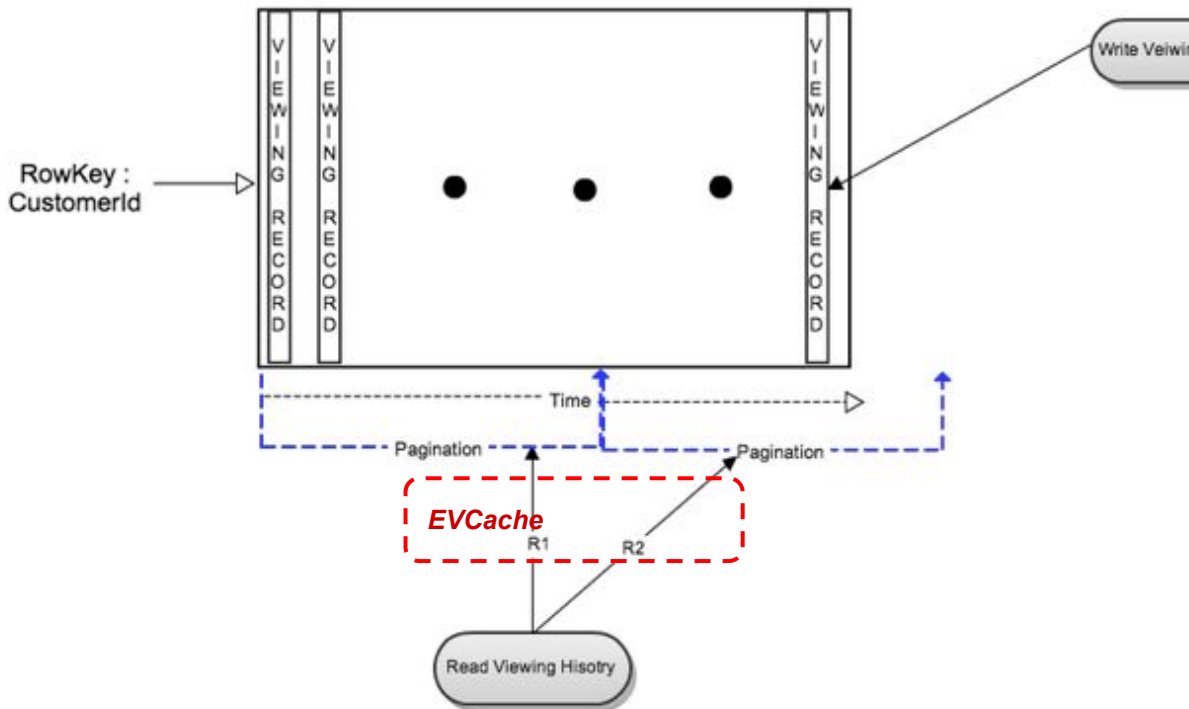 VIEWING RECORD
VIEWING RECORD
VIEWING RECORD
Write Veiwin
RowKey :
CustomerId
Time
Pagination
Pagination
EVCache
R1
R2
Read Viewing Hisotry